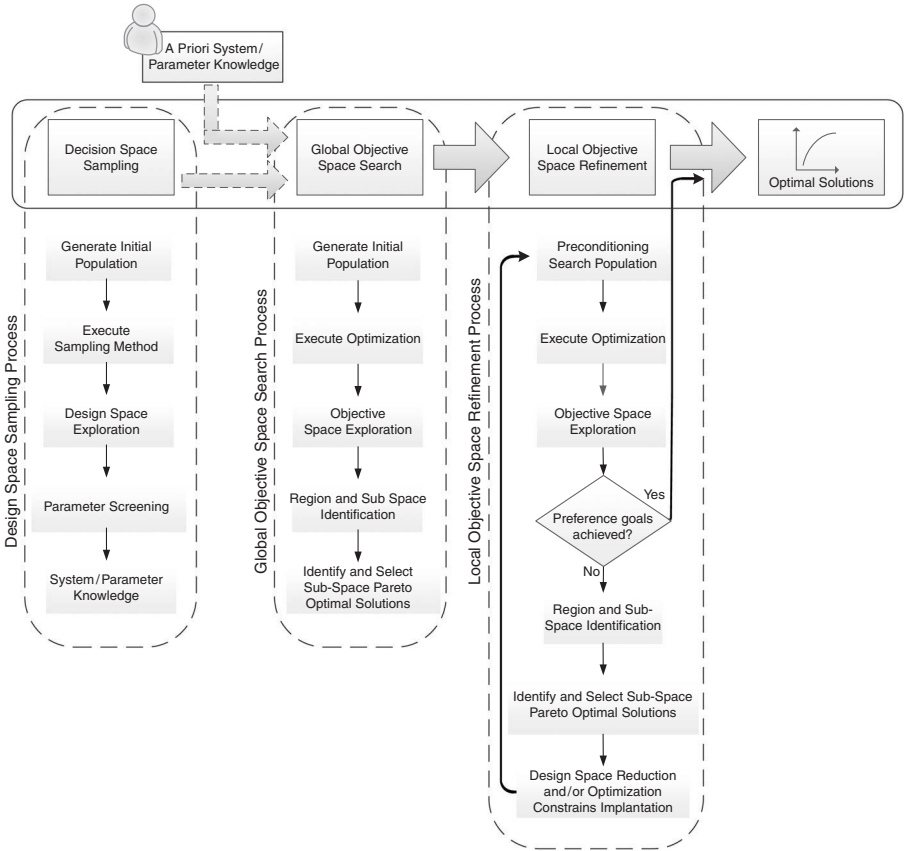 A Priori System/
Parameter Knowledge
Decision Space
Sampling
Global Objective
Space Search
Local Objective
Space Refinement
Optimal Solutions
Design Space Sampling Process
Generate Initial
Population
Execute
Sampling Method
Design Space
Exploration
Parameter Screening
System/Parameter
Knowledge
Global Objective Space Search Process
Generate Initial
Population
Execute Optimization
Objective
Space Exploration
Region and Sub Space
Identification
Identify and Select
Sub-Space Pareto
Optimal Solutions
Local Objective Space Refinement Process
Preconditioning
Search Population
Execute Optimization
Objective Space
Exploration
Yes
Preference goals
achieved?
No
Region and Sub-
Space Identification
Identify and Select Sub-Space
Pareto Optimal Solutions
Design Space Reduction
and/or Optimization
Constrains Implantation